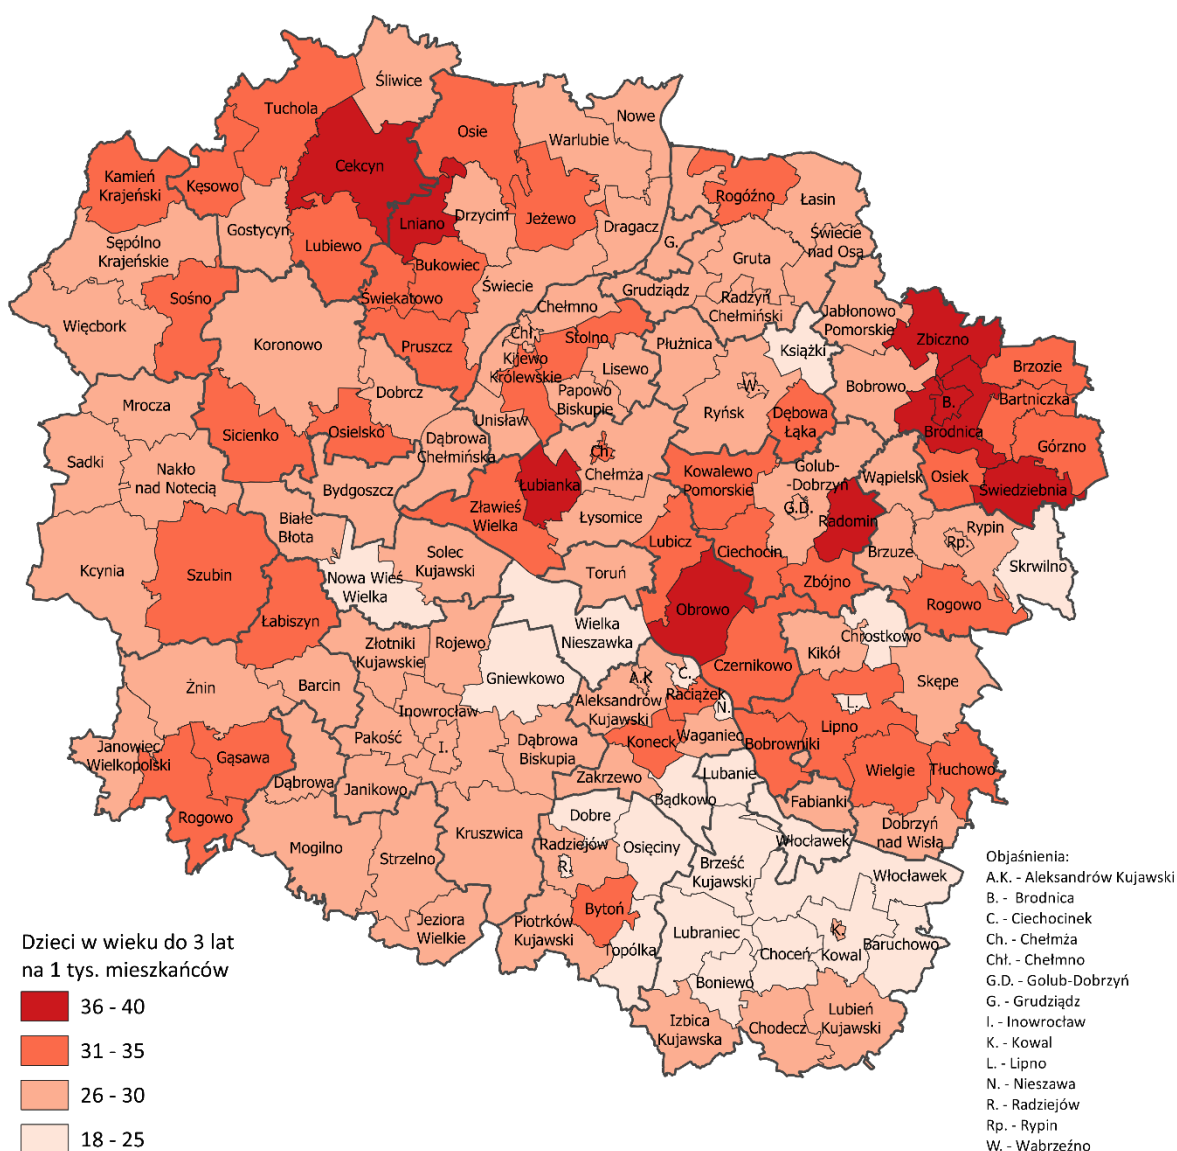 Śliwice
Tuchola
Nowe
Osie
Warlubie
Cekcyn
Kamień
Krajeński
Kęsowo
Rogóźno
Łasin
Lniano
Drzycim
Jeżewo
Dragacz
Gostycyn
Lubiewo
Sępólno
Krajeńskie
G.
Świecie
nad Osą
Gruta
Bukowiec
Świecie
Grudziądz
Sośno
Świekatowo
Chełmno
Radzyń
Chełmiński
Jabłonowo
Pomorskie
Więcbork
Koronowo
Pruszcz
Chł.
Stolno
Płużnica
Książki
Zbiczno
Kijewo
Królewskie
Lisewo
Brzozie
Dobrcz
Papowo
Biskupie
W.
Bobrowo
Bartniczka
Mrocza
Ryńsk
B.
Unisław
Dębowa
Łąka
Brodnica
Sicienko
Osielsko
Dąbrowa
Chełmińska
Ch.
Górzno
Sadki
Nakło
nad Notecią
Chełmża
Kowalewo
Pomorskie
Golub-
-Dobrzyń
Wąpielsk
Osiek
Świedziebnia
Bydgoszcz
Łubianka
G.D.
Radomin
Białe
Błota
Zławieś
Wielka
Łysomice
Rypin
Rp.
Lubicz
Ciechocin
Brzuze
Kcynia
Szubin
Solec
Kujawski
Toruń
Skrwilno
Nowa Wieś
Wielka
Zbójno
Obrowo
Rogowo
Łabiszyn
Wielka
Nieszawka
Chrostkowo
Złotniki
Kujawskie
Rojewo
Kikół
Czernikowo
Gniewkowo
A.K
C.
Skępe
Żnin
Barcin
Raciążek
Aleksandrów
Kujawski
N.
L.
Inowrocław
Lipno
Pakość
I.
Dąbrowa
Biskupia
Koneck
Waganiec
Bobrowniki
Janowiec
Wielkopolski
Gąsawa
Wielgie
Tłuchowo
Dąbrowa
Janikowo
Zakrzewo
Lubanie
Bądkowo
Fabianki
Rogowo
Dobre
Dobrzyń
nad Wisłą
Kruszwica
Mogilno
Strzelno
Radziejów
Osięciny
Włocławek
R.
Brześć
Kujawski
Włocławek
Bytoń
Jeziora
Wielkie
Piotrków
Kujawski
Lubraniec
K.
Topólka
Choceń
Kowal
Baruchowo
Boniewo
Izbica
Kujawska
Chodecz
Lubień
Kujawski
Dzieci w wieku do 3 lat
na 1 tys. mieszkańców
36 - 40
31 - 35
26 - 30
18 - 25
Objaśnienia:
A.K. - Aleksandrów Kujawski
B. - Brodnica
C. - Ciechocinek
Ch. - Chełmża
Chł. - Chełmno
G.D. - Golub-Dobrzyń
G. - Grudziądz
I. - Inowrocław
K. - Kowal
L. - Lipno
N. - Nieszawa
R. - Radziejów
Rp. - Rypin
W. - Wąbrzeźno